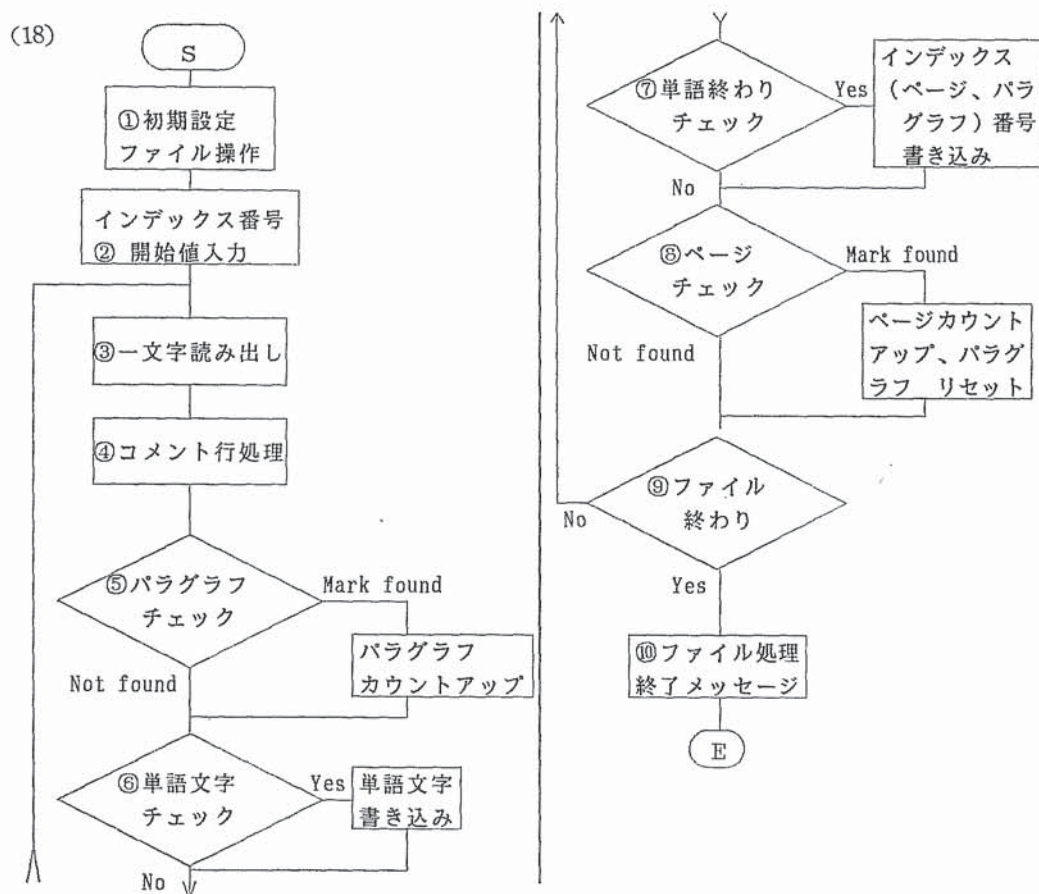 (18)
S
①初期設定
ファイル操作
インデックス番号
② 開始値入力
③一文字読み出し
④コメント行処理
⑤パラグラフ
チェック
Mark found
パラグラフ
カウントアップ
Not found
⑥単語文字
チェック
Yes
単語文字
書き込み
No
⑦単語終わり
チェック
Yes
インデックス
(ページ、パラ
グラフ)番号
書き込み
No
⑧ページ
チェック
Mark found
ページカウント
アップ、パラグ
ラフ リセット
Not found
⑨ファイル
終わり
No
Yes
⑩ファイル処理
終了メッセージ
E